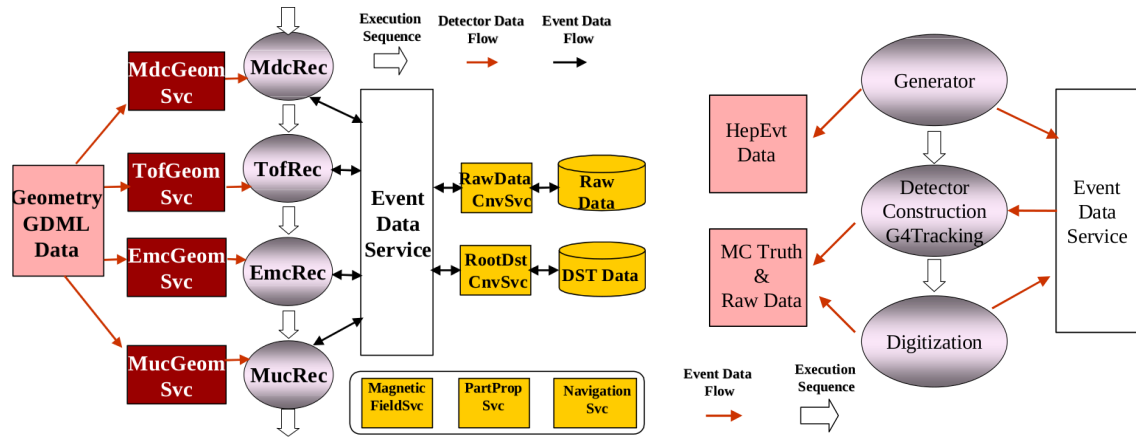 Execution
Sequence
Detector Data
Flow
Event Data
Flow
MdcGeom
Svc
MdcRec
TofGeom
Svc
TofRec
Geometry
GDML
Data
EmcGeom
Svc
EmcRec
MucGeom
Svc
MucRec
Event
Data
Service
RawData
CnvSvc
Raw
Data
RootDst
CnvSvc
DST Data
Magnetic
FieldSvc
PartProp
Svc
Navigation
Svc
Generator
HepEvt
Data
Detector
Construction
G4Tracking
Event
Data
Service
MC Truth
&
Raw Data
Digitization
Event Data
Flow
Execution
Sequence